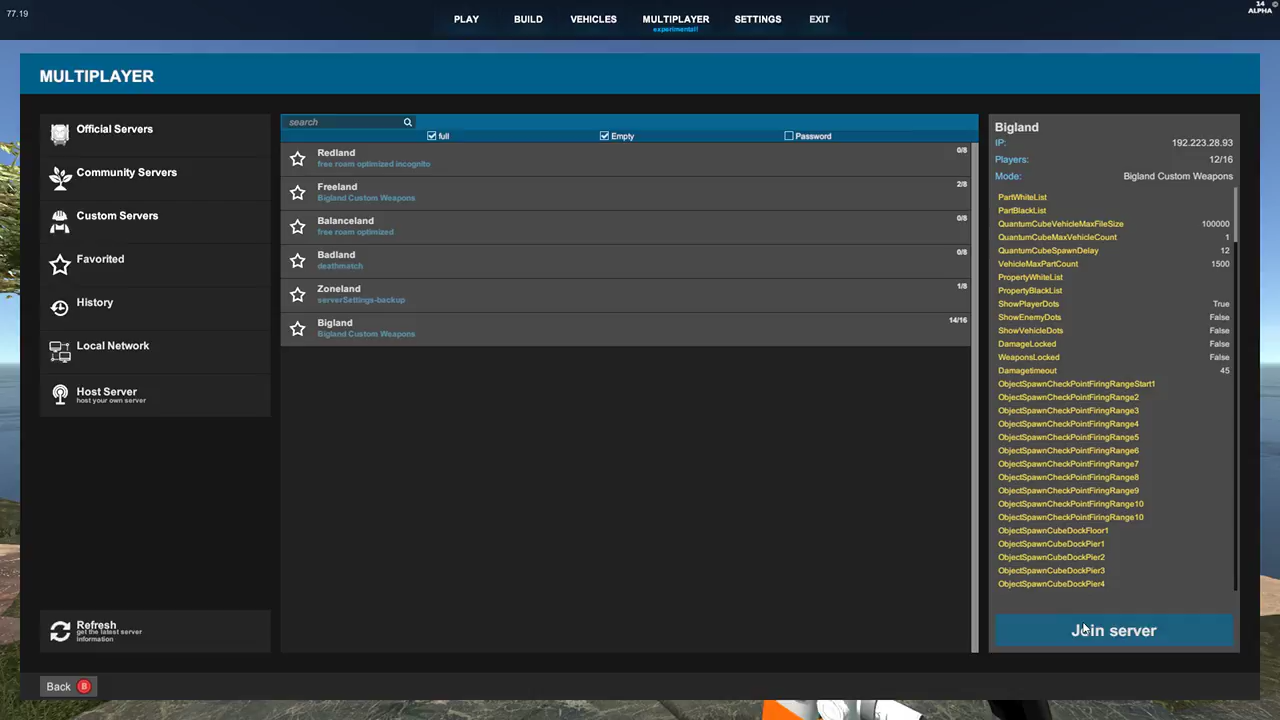 77.19
PLAY
BUILD
VEHICLES
MULTIPLAYER
experimental!
SETTINGS
EXIT
14
ALPHA
MULTIPLAYER
Official Servers
Community Servers
Custom Servers
Favorited
History
Local Network
Host Server
host your own server
Refresh
get the latest server
information
Back B
search
full
Empty
Password
Redland
free roam optimized incognito
0/8
Freeland
Bigland Custom Weapons
2/8
Balanceland
free roam optimized
0/8
Badland
deathmatch
0/8
Zoneland
serverSettings-backup
1/8
Bigland
Bigland Custom Weapons
14/16
Bigland
IP: 192.223.28.93
Players: 12/16
Mode: Bigland Custom Weapons
PartWhiteList
PartBlackList
QuantumCubeVehicleMaxFileSize 100000
QuantumCubeMaxVehicleCount 1
QuantumCubeSpawnDelay 12
VehicleMaxPartCount 1500
PropertyWhiteList
PropertyBlackList
ShowPlayerDots True
ShowEnemyDots False
ShowVehicleDots False
DamageLocked False
WeaponsLocked False
Damagetimeout 45
ObjectSpawnCheckPointFiringRangeStart1
ObjectSpawnCheckPointFiringRange2
ObjectSpawnCheckPointFiringRange3
ObjectSpawnCheckPointFiringRange4
ObjectSpawnCheckPointFiringRange5
ObjectSpawnCheckPointFiringRange6
ObjectSpawnCheckPointFiringRange7
ObjectSpawnCheckPointFiringRange8
ObjectSpawnCheckPointFiringRange9
ObjectSpawnCheckPointFiringRange10
ObjectSpawnCheckPointFiringRange10
ObjectSpawnCubeDockFloor1
ObjectSpawnCubeDockPier1
ObjectSpawnCubeDockPier2
ObjectSpawnCubeDockPier3
ObjectSpawnCubeDockPier4
Join server